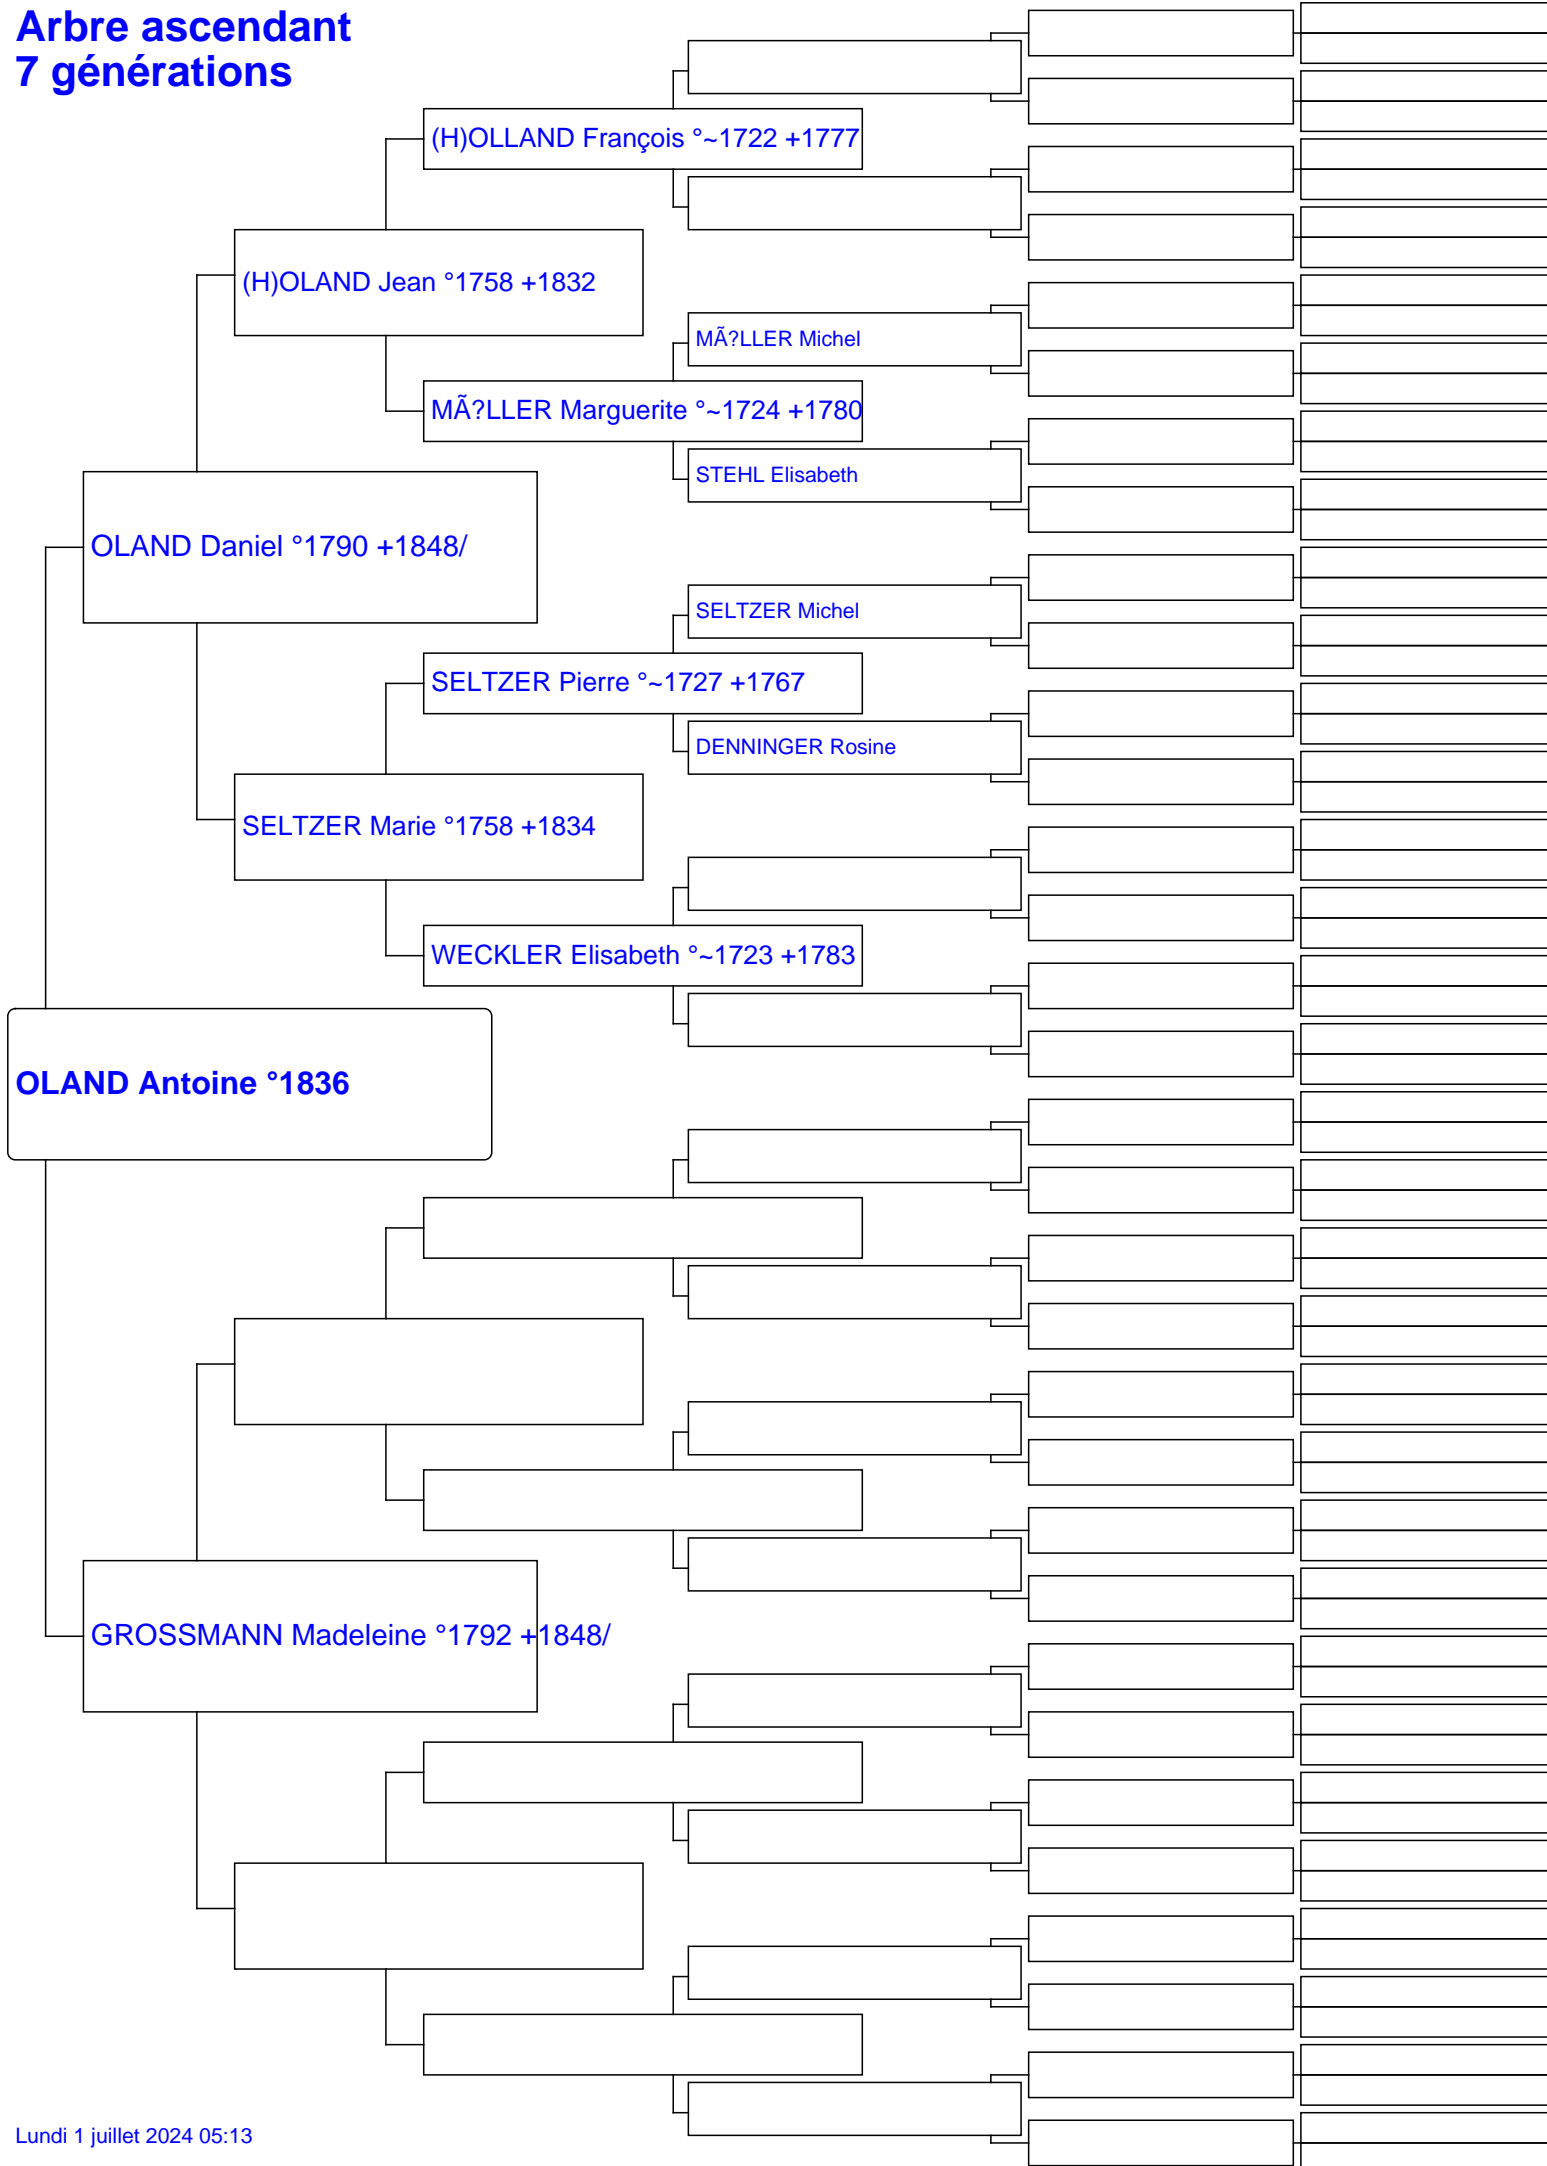 Arbre ascendant
7 générations
(H)OLLAND François °~1722 +1777
(H)OLAND Jean °1758 +1832
MÃ?LLER Michel
MÃ?LLER Marguerite °~1724 +1780
STEHL Elisabeth
OLAND Daniel °1790 +1848/
SELTZER Michel
SELTZER Pierre °~1727 +1767
DENNINGER Rosine
SELTZER Marie °1758 +1834
WECKLER Elisabeth °~1723 +1783
OLAND Antoine °1836
GROSSMANN Madeleine °1792 +1848/
Lundi 1 juillet 2024 05:13